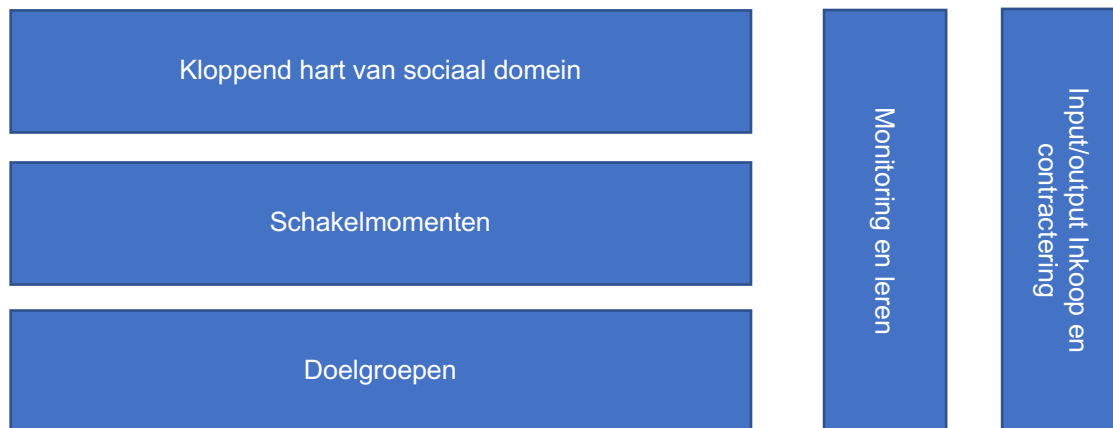 Kloppend hart van sociaal domein
Schakelmomenten
Doelgroepen
Monitoring en leren
Input/output Inkoop en
contractering